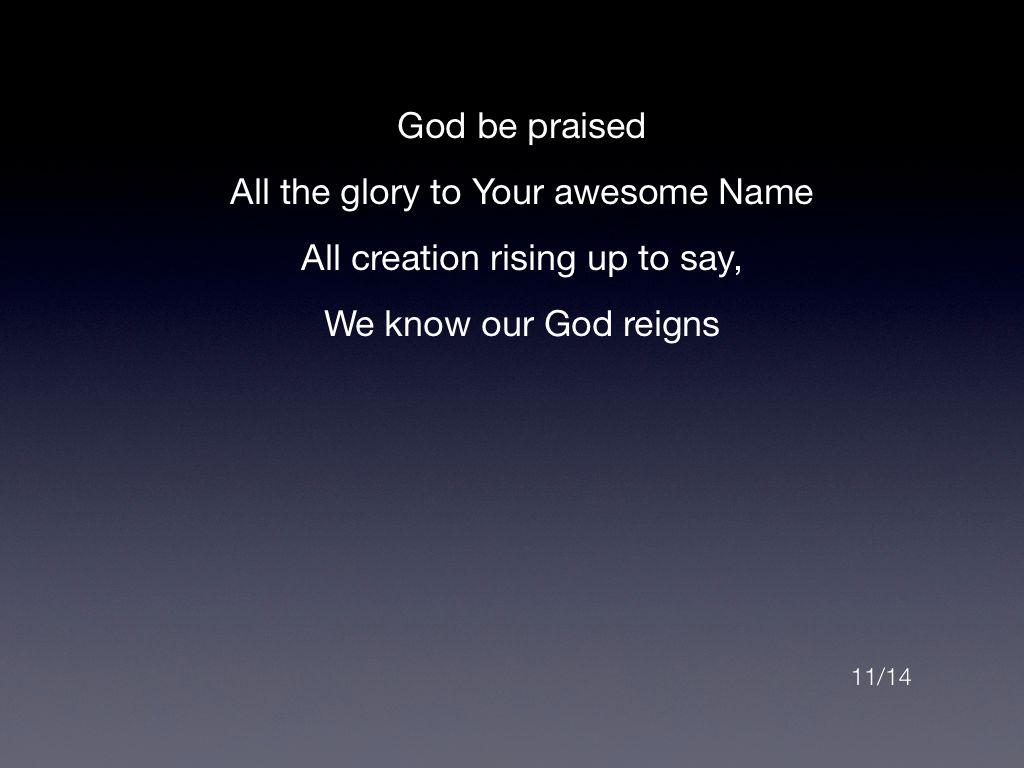 God be praised
All the glory to Your awesome Name
All creation rising up to say,
We know our God reigns
11/14